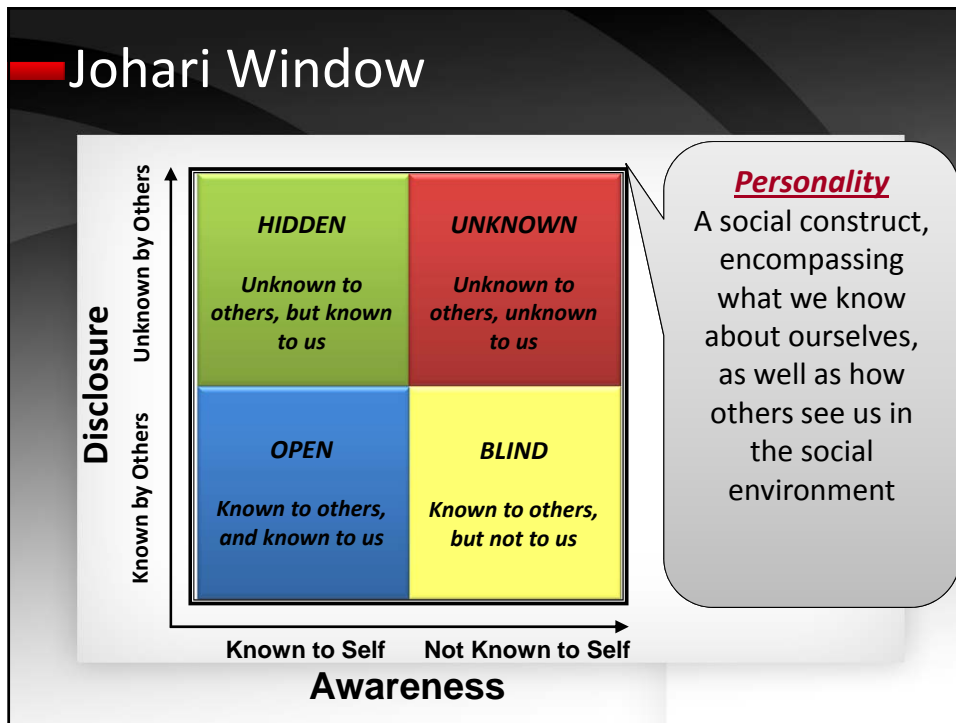 Johari Window
Disclosure
Unknown by Others
Known by Others
HIDDEN
Unknown to
others, but known
to us
UNKNOWN
Unknown to
others, unknown
to us
OPEN
Known to others,
and known to us
BLIND
Known to others,
but not to us
Known to Self
Not Known to Self
Awareness
Personality
A social construct,
encompassing
what we know
about ourselves,
as well as how
others see us in
the social
environment